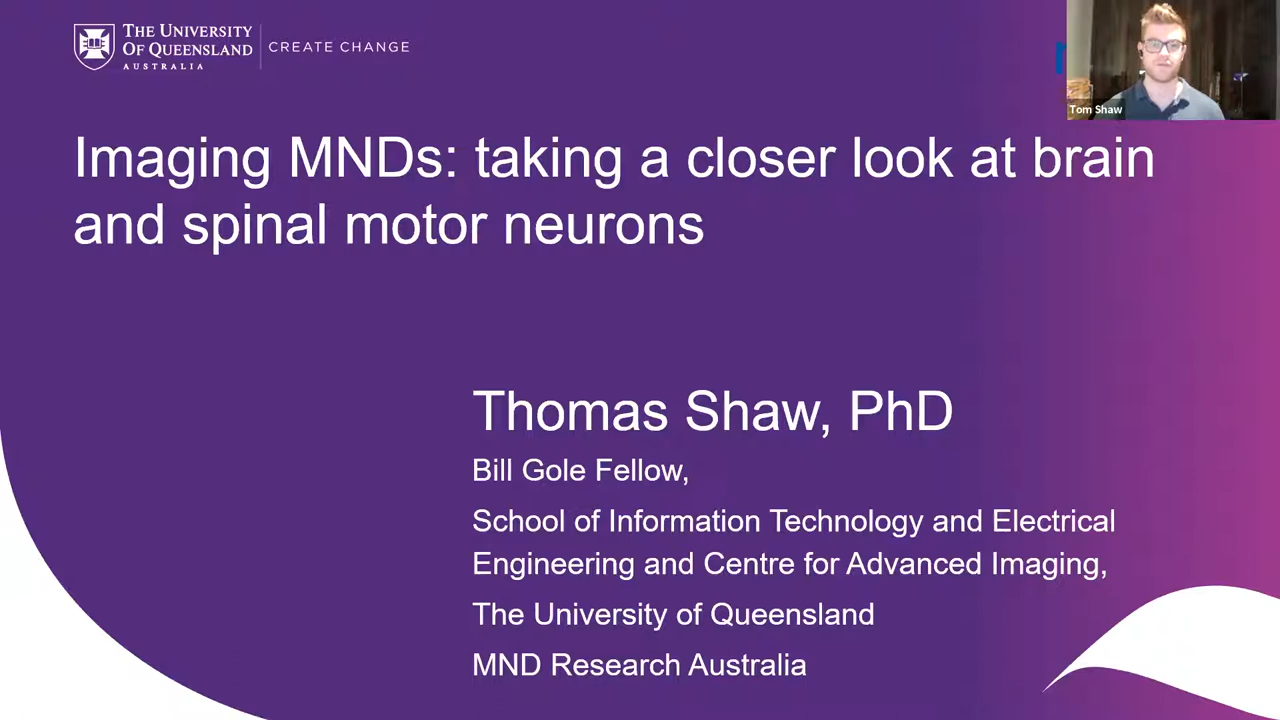 THE UNIVERSITY
OF QUEENSLAND
AUSTRALIA
CREATE CHANGE
Tom Shaw
Imaging MNDs: taking a closer look at brain
and spinal motor neurons
Thomas Shaw, PhD
Bill Gole Fellow,
School of Information Technology and Electrical
Engineering and Centre for Advanced Imaging,
The University of Queensland
MND Research Australia